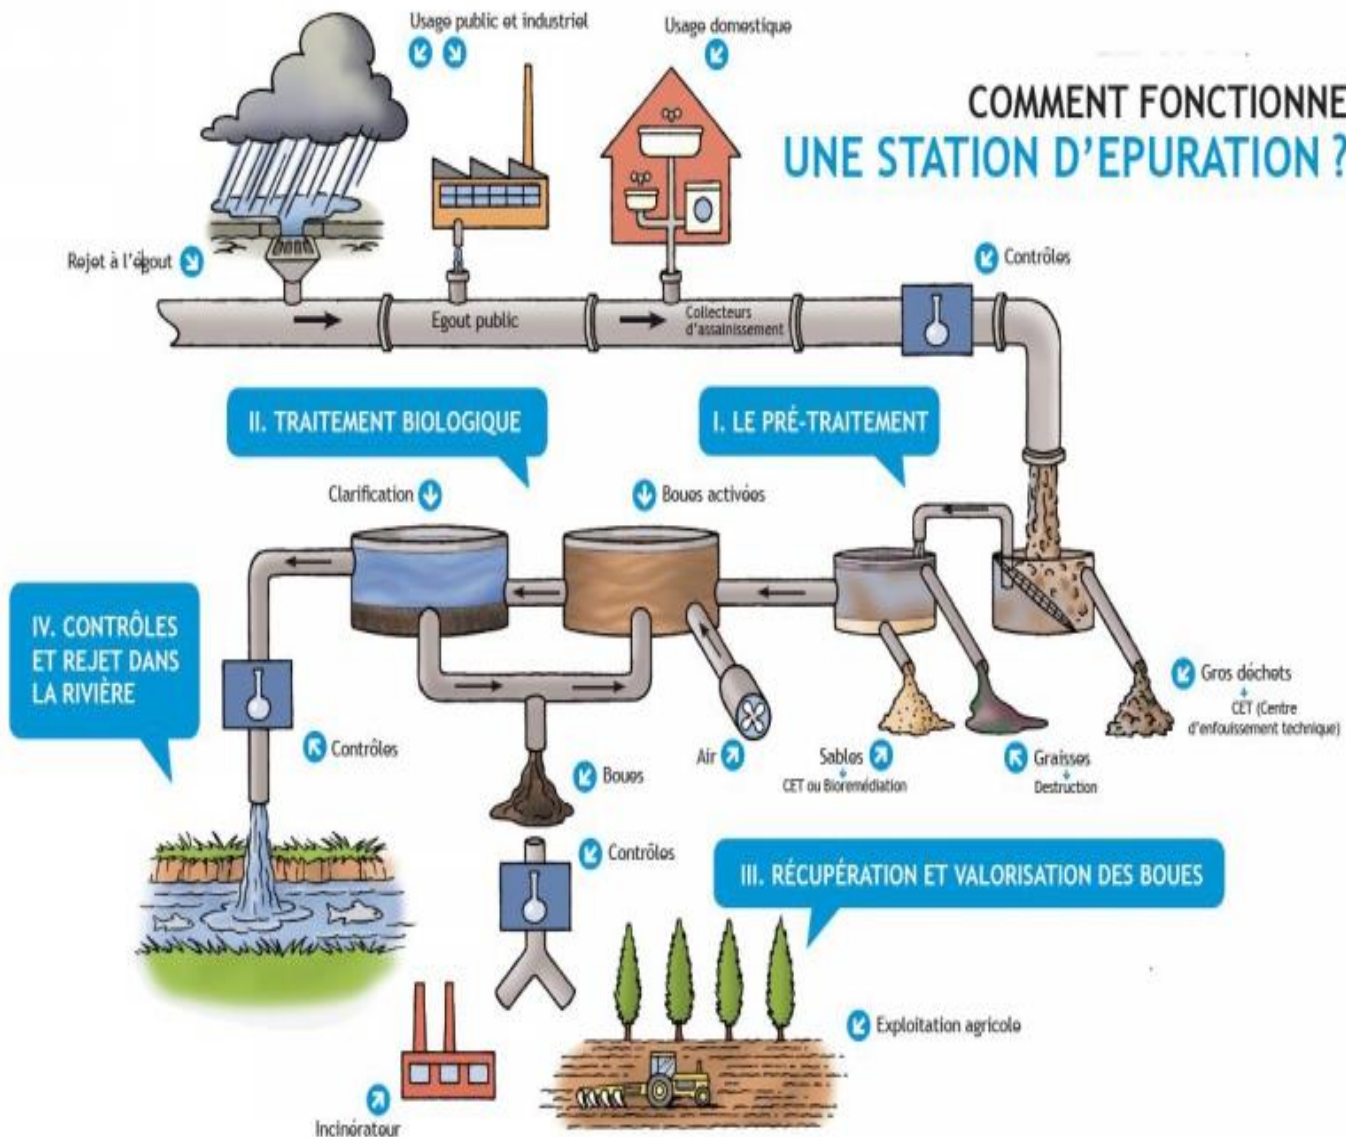 Usage public et industriel
Usage domestique
COMMENT FONCTIONNE
UNE STATION D'EPURATION ?
Rejet à l'égout
Contrôles
Egout public
Collecteurs
d'assainissement
II. TRAITEMENT BIOLOGIQUE
I. LE PRÉ-TRAITEMENT
Clarification
Boues activées
IV. CONTRÔLES
ET REJET DANS
LA RIVIÈRE
Gros déchets
CET (Centre
d'enfouissement technique)
Contrôles
Air
Sables
CET ou Bioremédiation
Graisses
Destruction
Boues
Contrôles
III. RÉCUPÉRATION ET VALORISATION DES BOUES
Exploitation agricole
Incinérateur